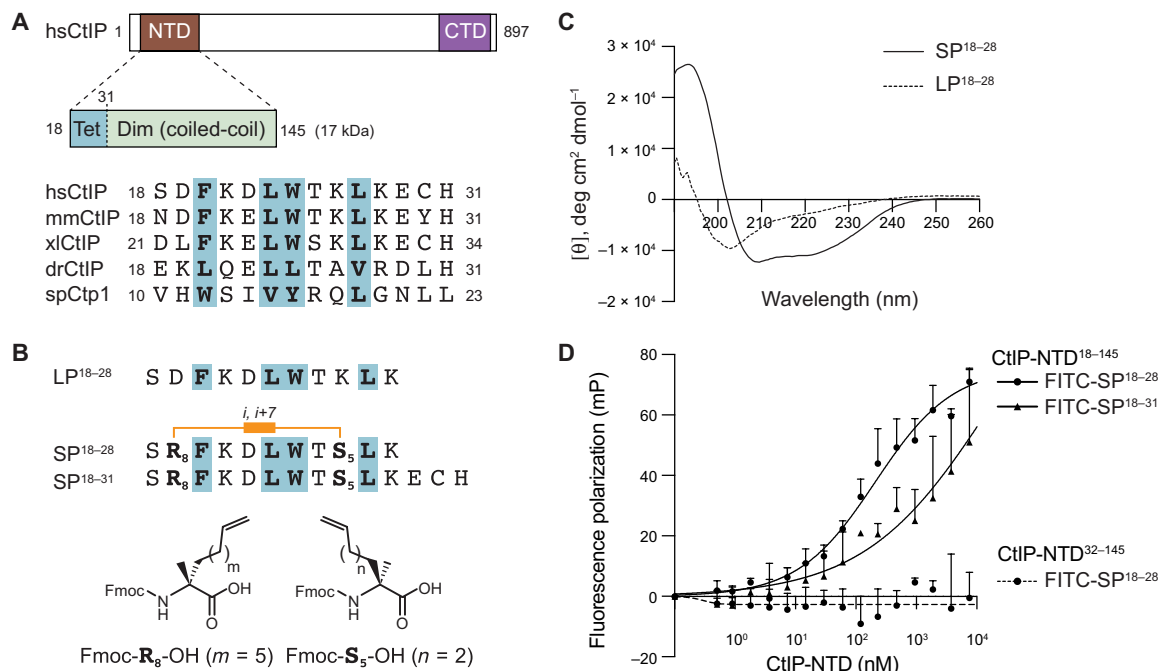 A
hsCtIP 1 NTD CTD 897
31
18 Tet Dim (coiled-coil) 145 (17 kDa)
hsCtIP 18 S D F K D L W T K L K E C H 31
mmCtIP 18 N D F K E L W T K L K E Y H 31
xlCtIP 21 D L F K E L W S K L K E C H 34
drCtIP 18 E K L Q E L L T A V R D L H 31
spCtp1 10 V H W S I V Y R Q L G N L L 23
B
LP18–28 S D F K D L W T K L K
i, i+7
SP18–28 S R8 F K D L W T S5 L K
SP18–31 S R8 F K D L W T S5 L K E C H
m n
Fmoc N H O OH Fmoc N H O OH
Fmoc-R8-OH (m = 5) Fmoc-S5-OH (n = 2)
C
3 × 10⁴
2 × 10⁴
1 × 10⁴
0
−1 × 10⁴
−2 × 10⁴
[θ], deg cm² dmol⁻¹
200 210 220 230 240 250 260
Wavelength (nm)
SP18–28
LP18–28
D
80
60
40
20
0
−20
Fluorescence polarization (mP)
10⁰ 10¹ 10² 10³ 10⁴
CtIP-NTD (nM)
CtIP-NTD18–145
FITC-SP18–28
FITC-SP18–31
CtIP-NTD32–145
FITC-SP18–28